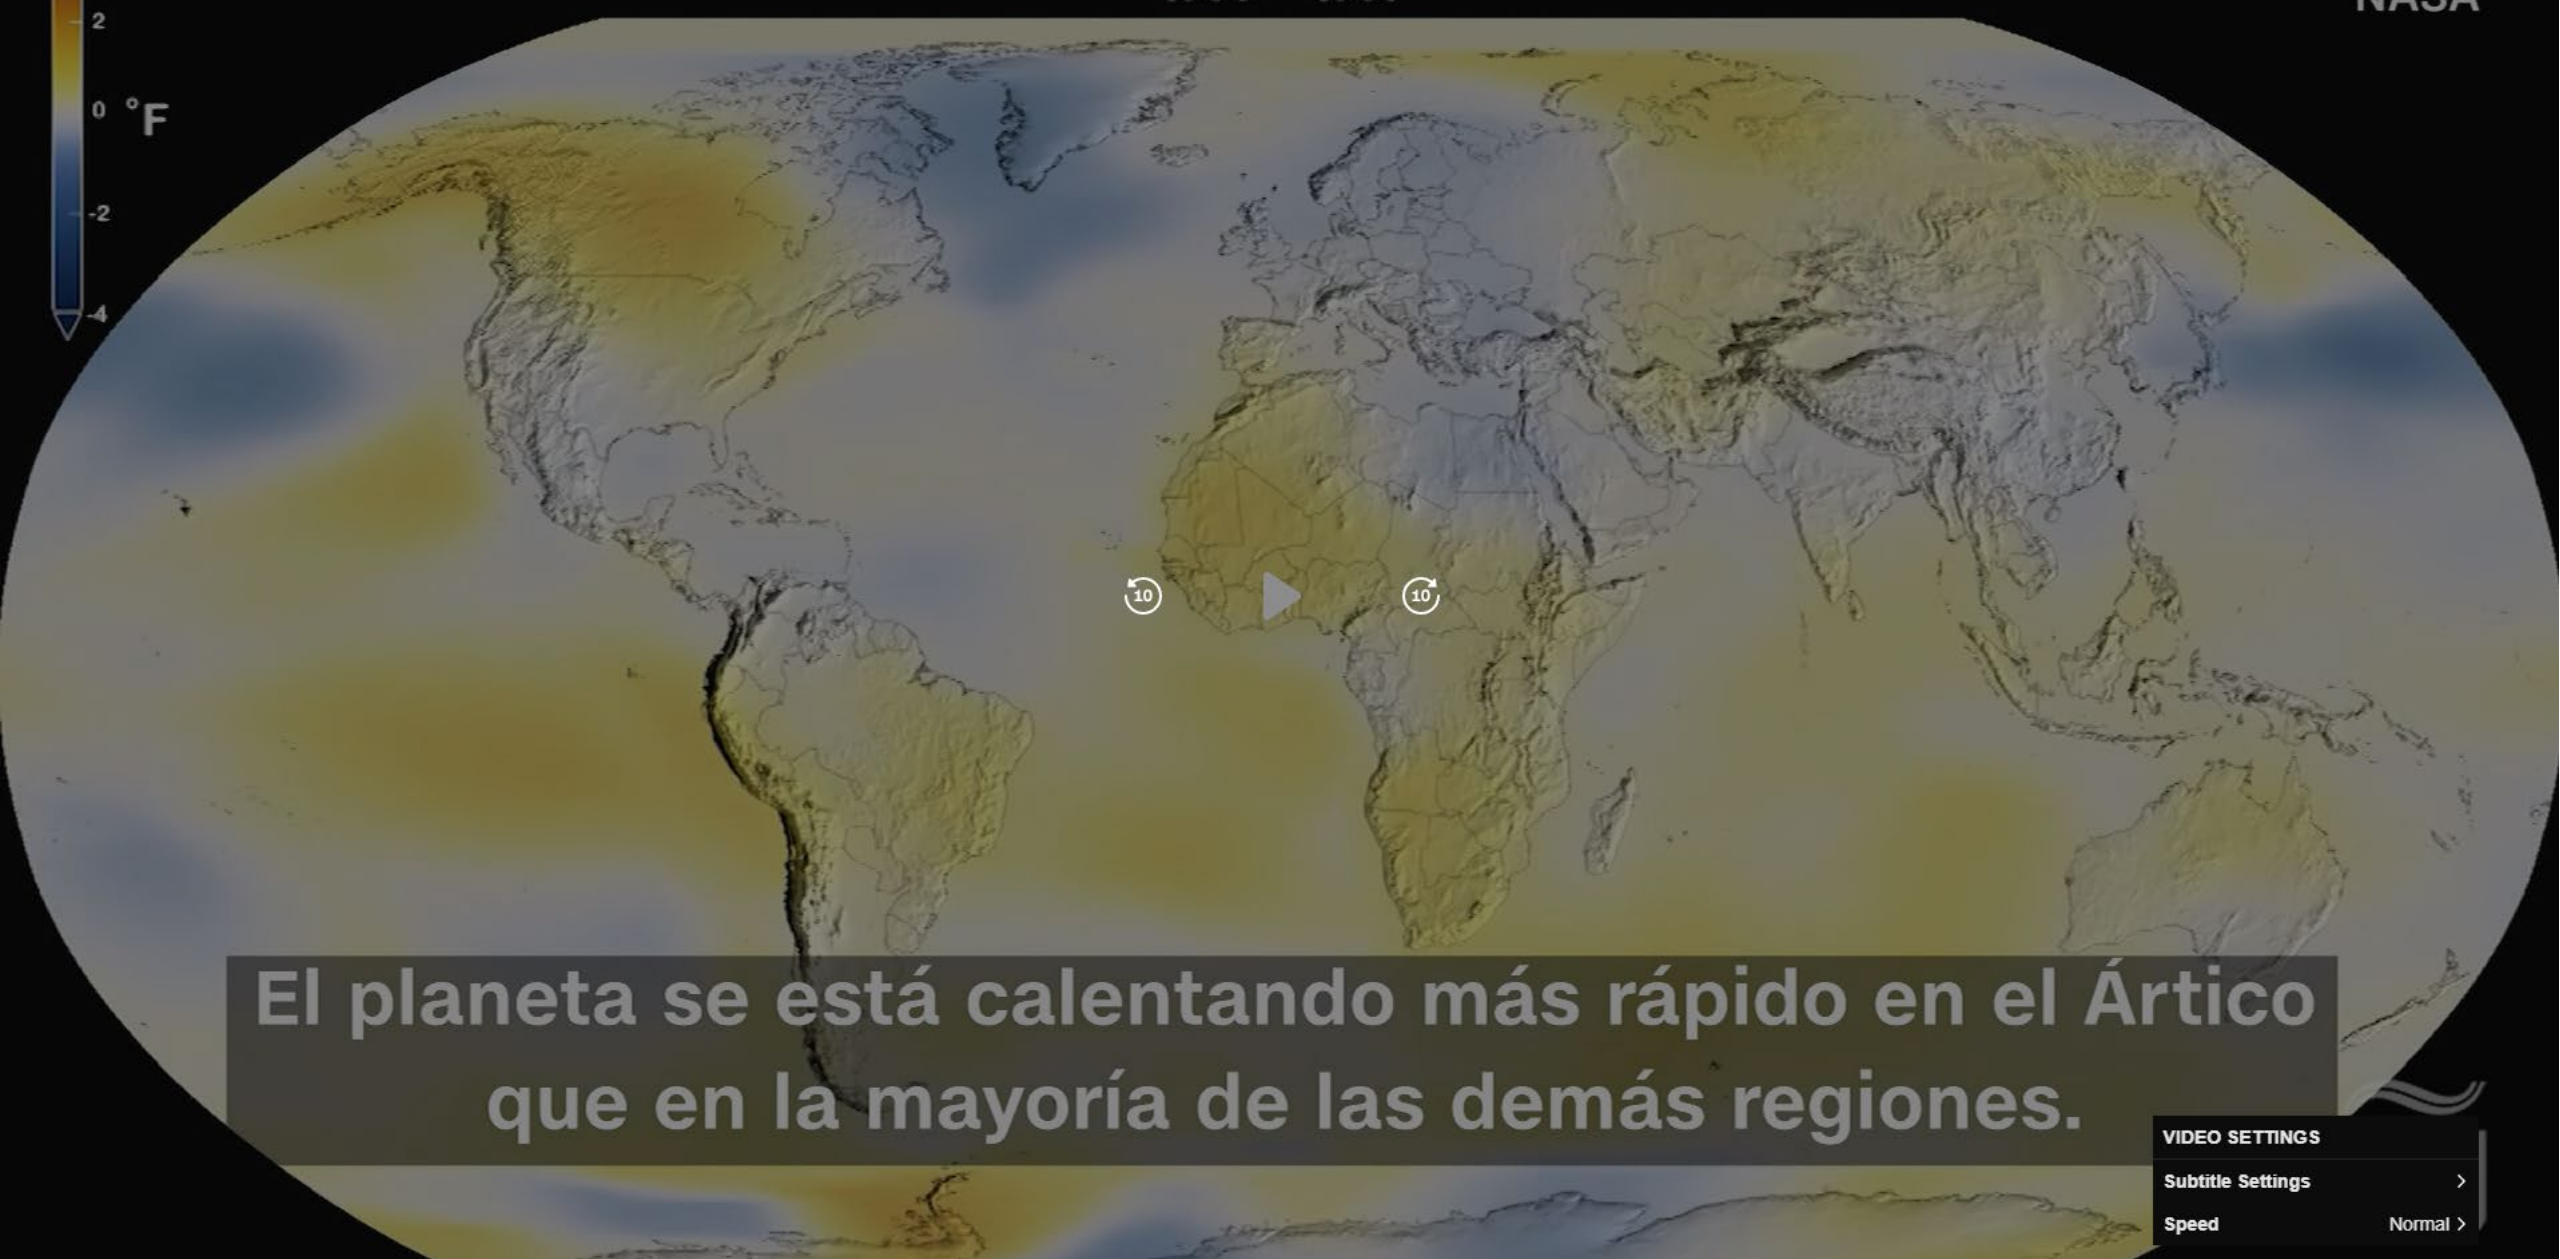 NASA
2
0
°F
-2
-4
10
10
El planeta se está calentando más rápido en el Ártico
que en la mayoría de las demás regiones.
VIDEO SETTINGS
Subtitle Settings
Speed Normal